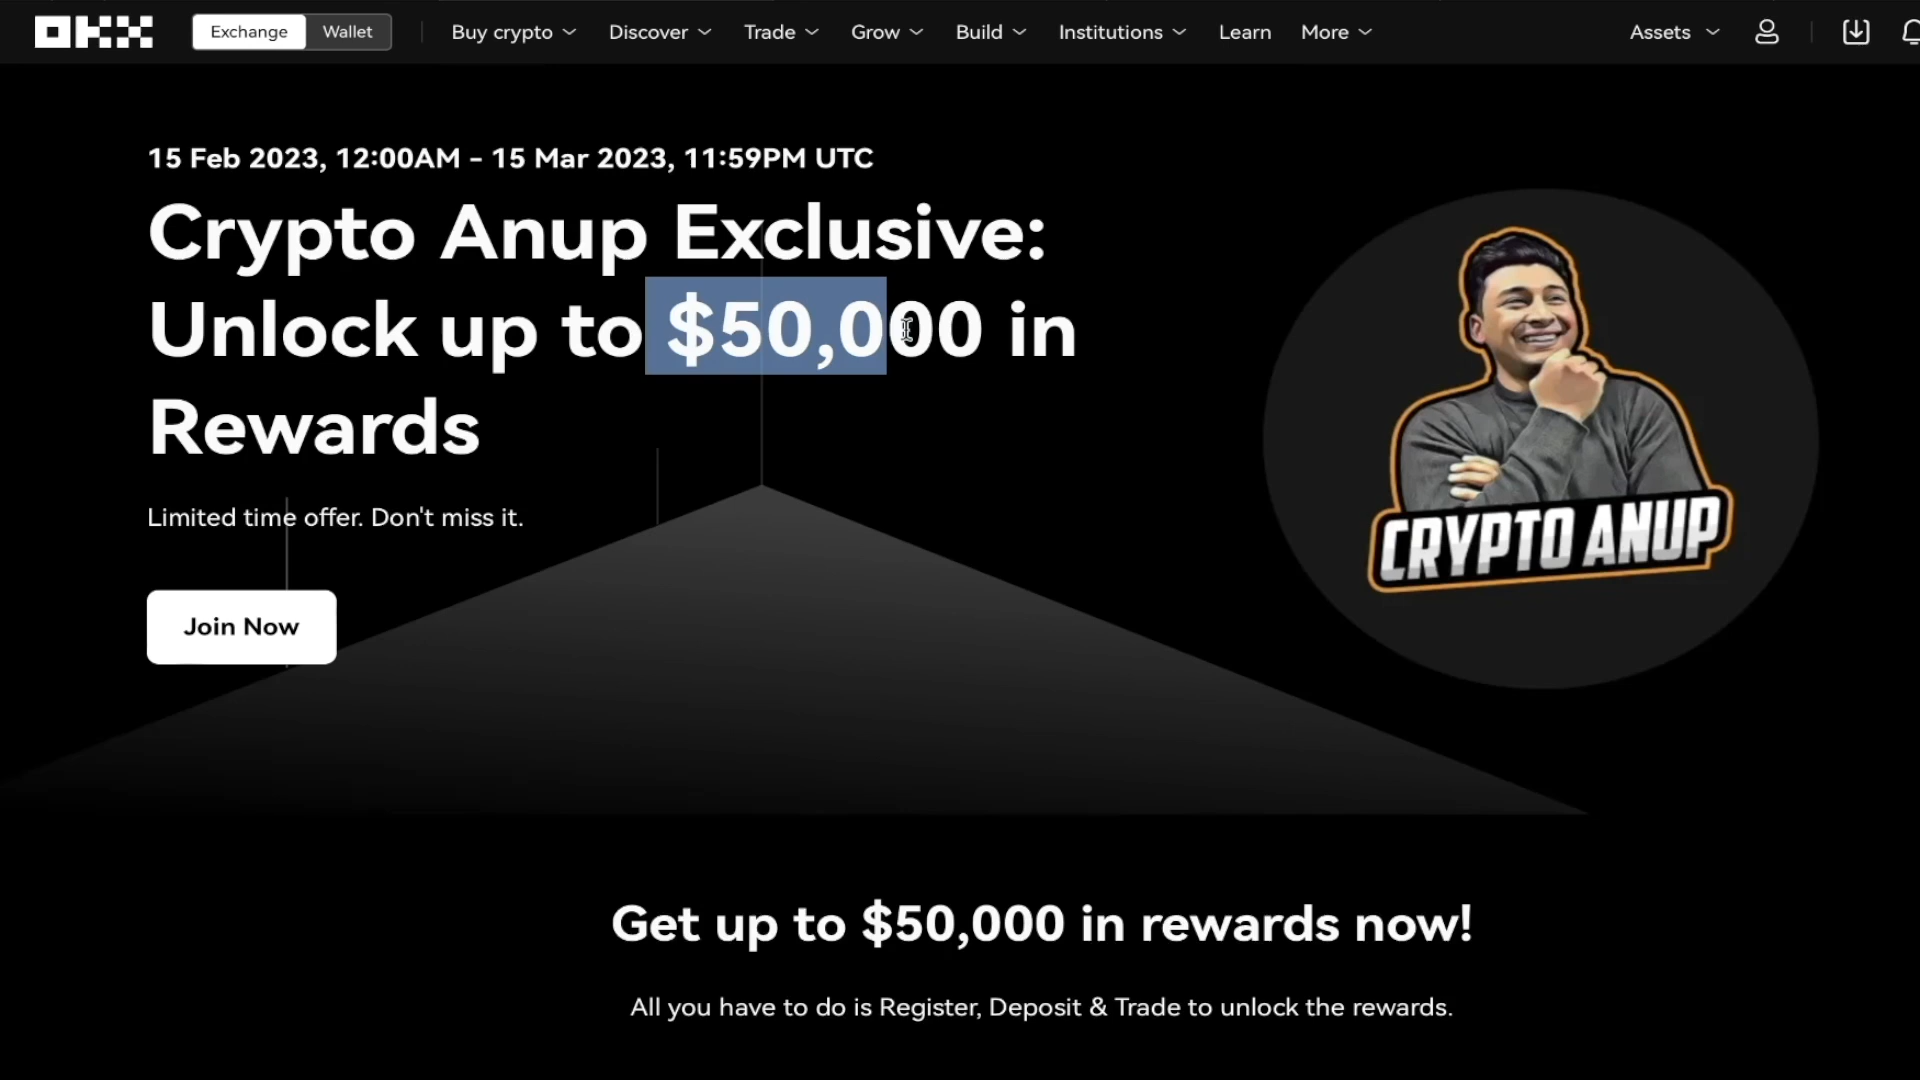 OKX Exchange Wallet Buy crypto Discover Trade Grow Build Institutions Learn More Assets
15 Feb 2023, 12:00AM - 15 Mar 2023, 11:59PM UTC
Crypto Anup Exclusive:
Unlock up to $50,000 in
Rewards
Limited time offer. Don't miss it.
Join Now
CRYPTO ANUP
Get up to $50,000 in rewards now!
All you have to do is Register, Deposit & Trade to unlock the rewards.